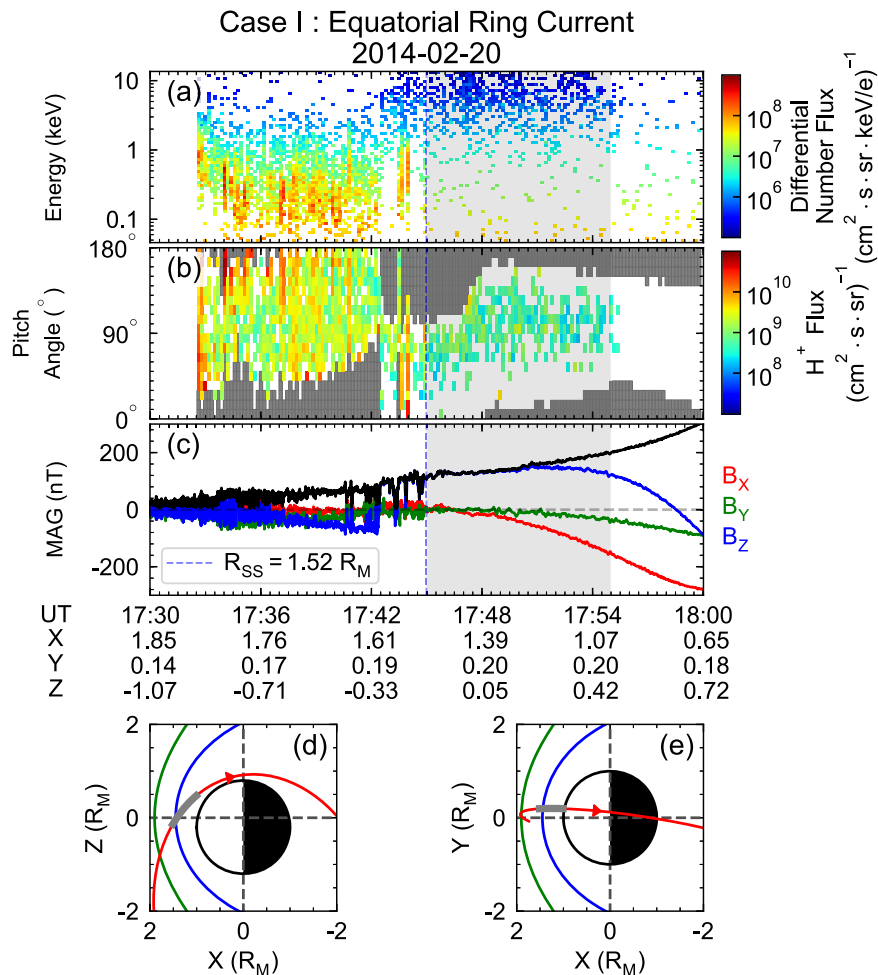 Case I : Equatorial Ring Current
2014-02-20
(a)
10
1
0.1
Energy (keV)
10⁸
10⁷
10⁶
Differential
Number Flux
(cm² · s · sr · keV/e)⁻¹
(b)
180°
90°
0°
Pitch
Angle (°)
10¹⁰
10⁹
10⁸
H⁺ Flux
(cm² · s · sr)⁻¹
(c)
200
0
-200
MAG (nT)
B_X
B_Y
B_Z
R_SS = 1.52 R_M
UT 17:30 17:36 17:42 17:48 17:54 18:00
X 1.85 1.76 1.61 1.39 1.07 0.65
Y 0.14 0.17 0.19 0.20 0.20 0.18
Z -1.07 -0.71 -0.33 0.05 0.42 0.72
(d)
2
0
-2
Z (R_M)
2 0 -2
X (R_M)
(e)
2
0
-2
Y (R_M)
2 0 -2
X (R_M)